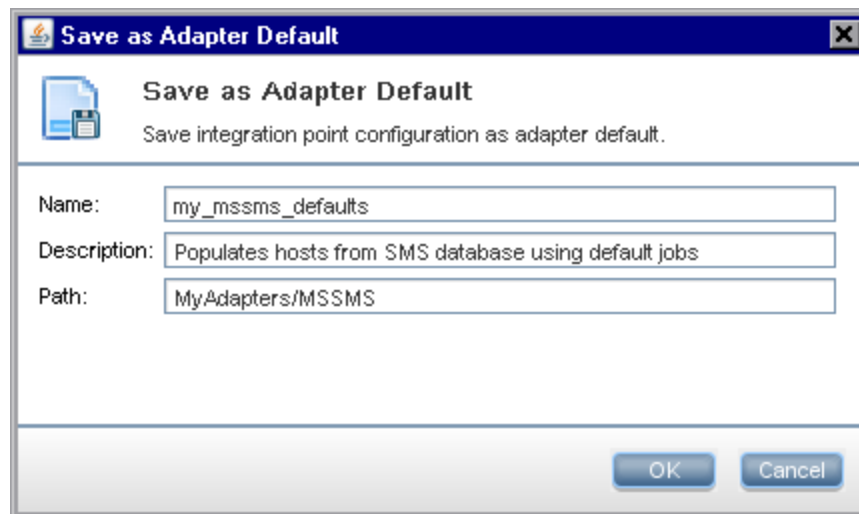 Save as Adapter Default
Save as Adapter Default
Save integration point configuration as adapter default.
Name: my_mssms_defaults
Description: Populates hosts from SMS database using default jobs
Path: MyAdapters/MSSMS
OK Cancel